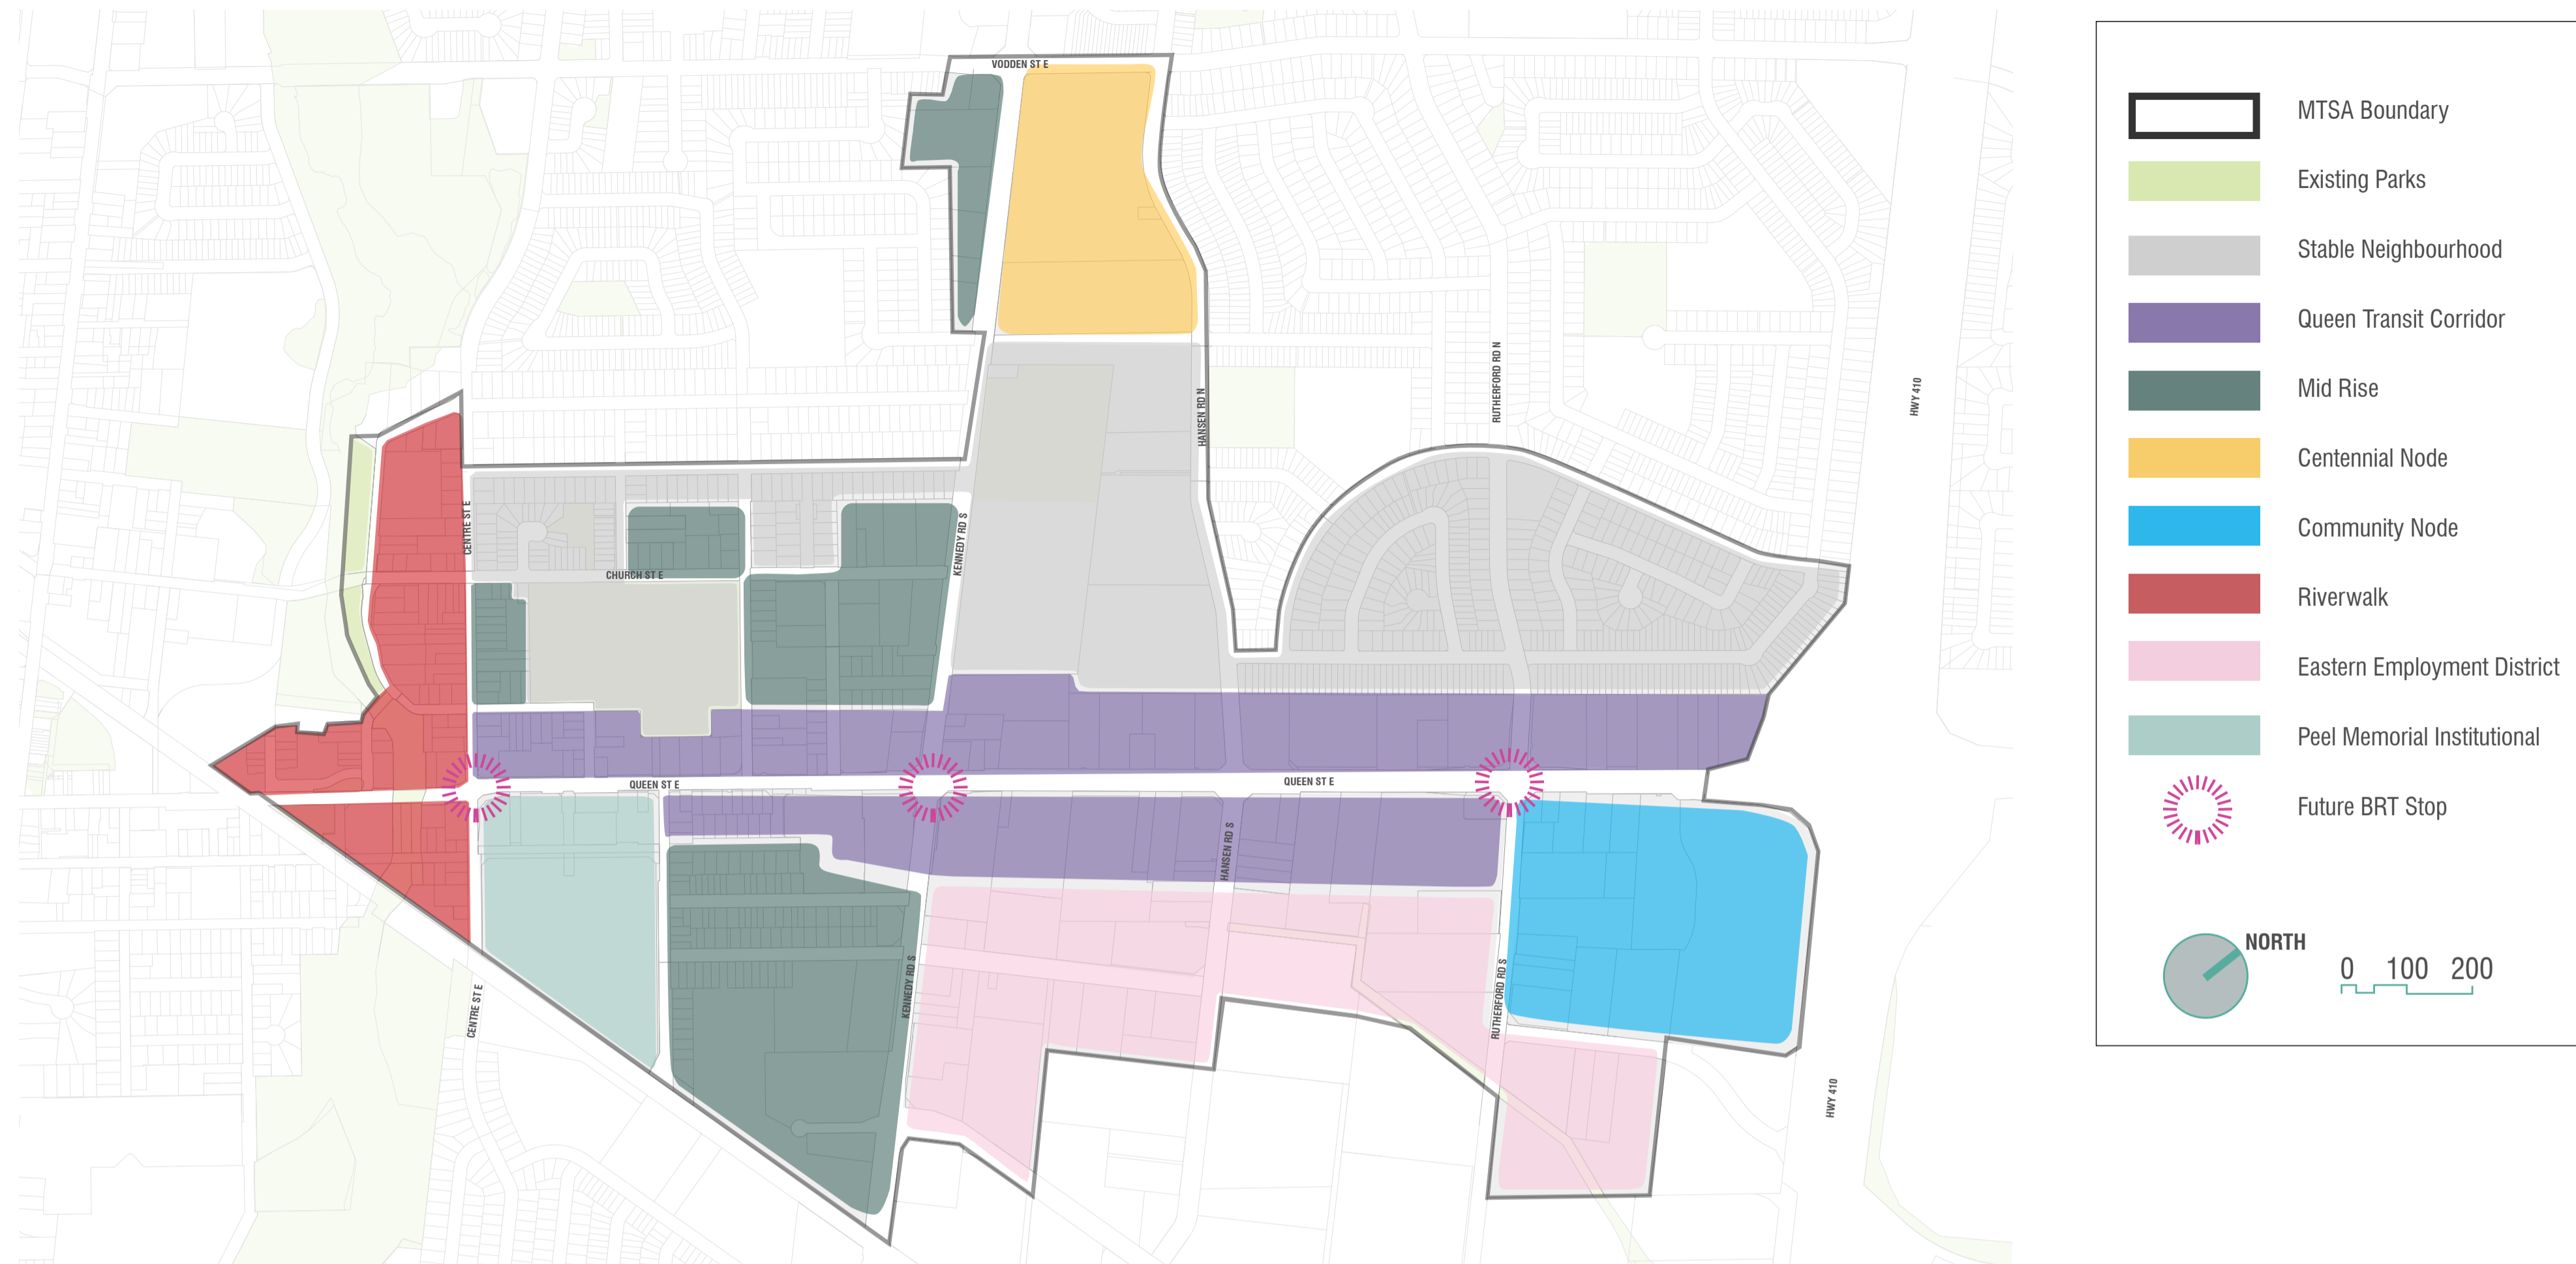 VODDEN ST E
RUTHERFORD RD N
HWY 410
HANSEN RD N
CENTRE ST E
KENNEDY RD S
CHURCH ST E
QUEEN ST E
QUEEN ST E
HANSEN RD S
KENNEDY RD S
RUTHERFORD RD S
CENTRE ST E
HWY 410
MTSA Boundary
Existing Parks
Stable Neighbourhood
Queen Transit Corridor
Mid Rise
Centennial Node
Community Node
Riverwalk
Eastern Employment District
Peel Memorial Institutional
Future BRT Stop
NORTH
0 100 200